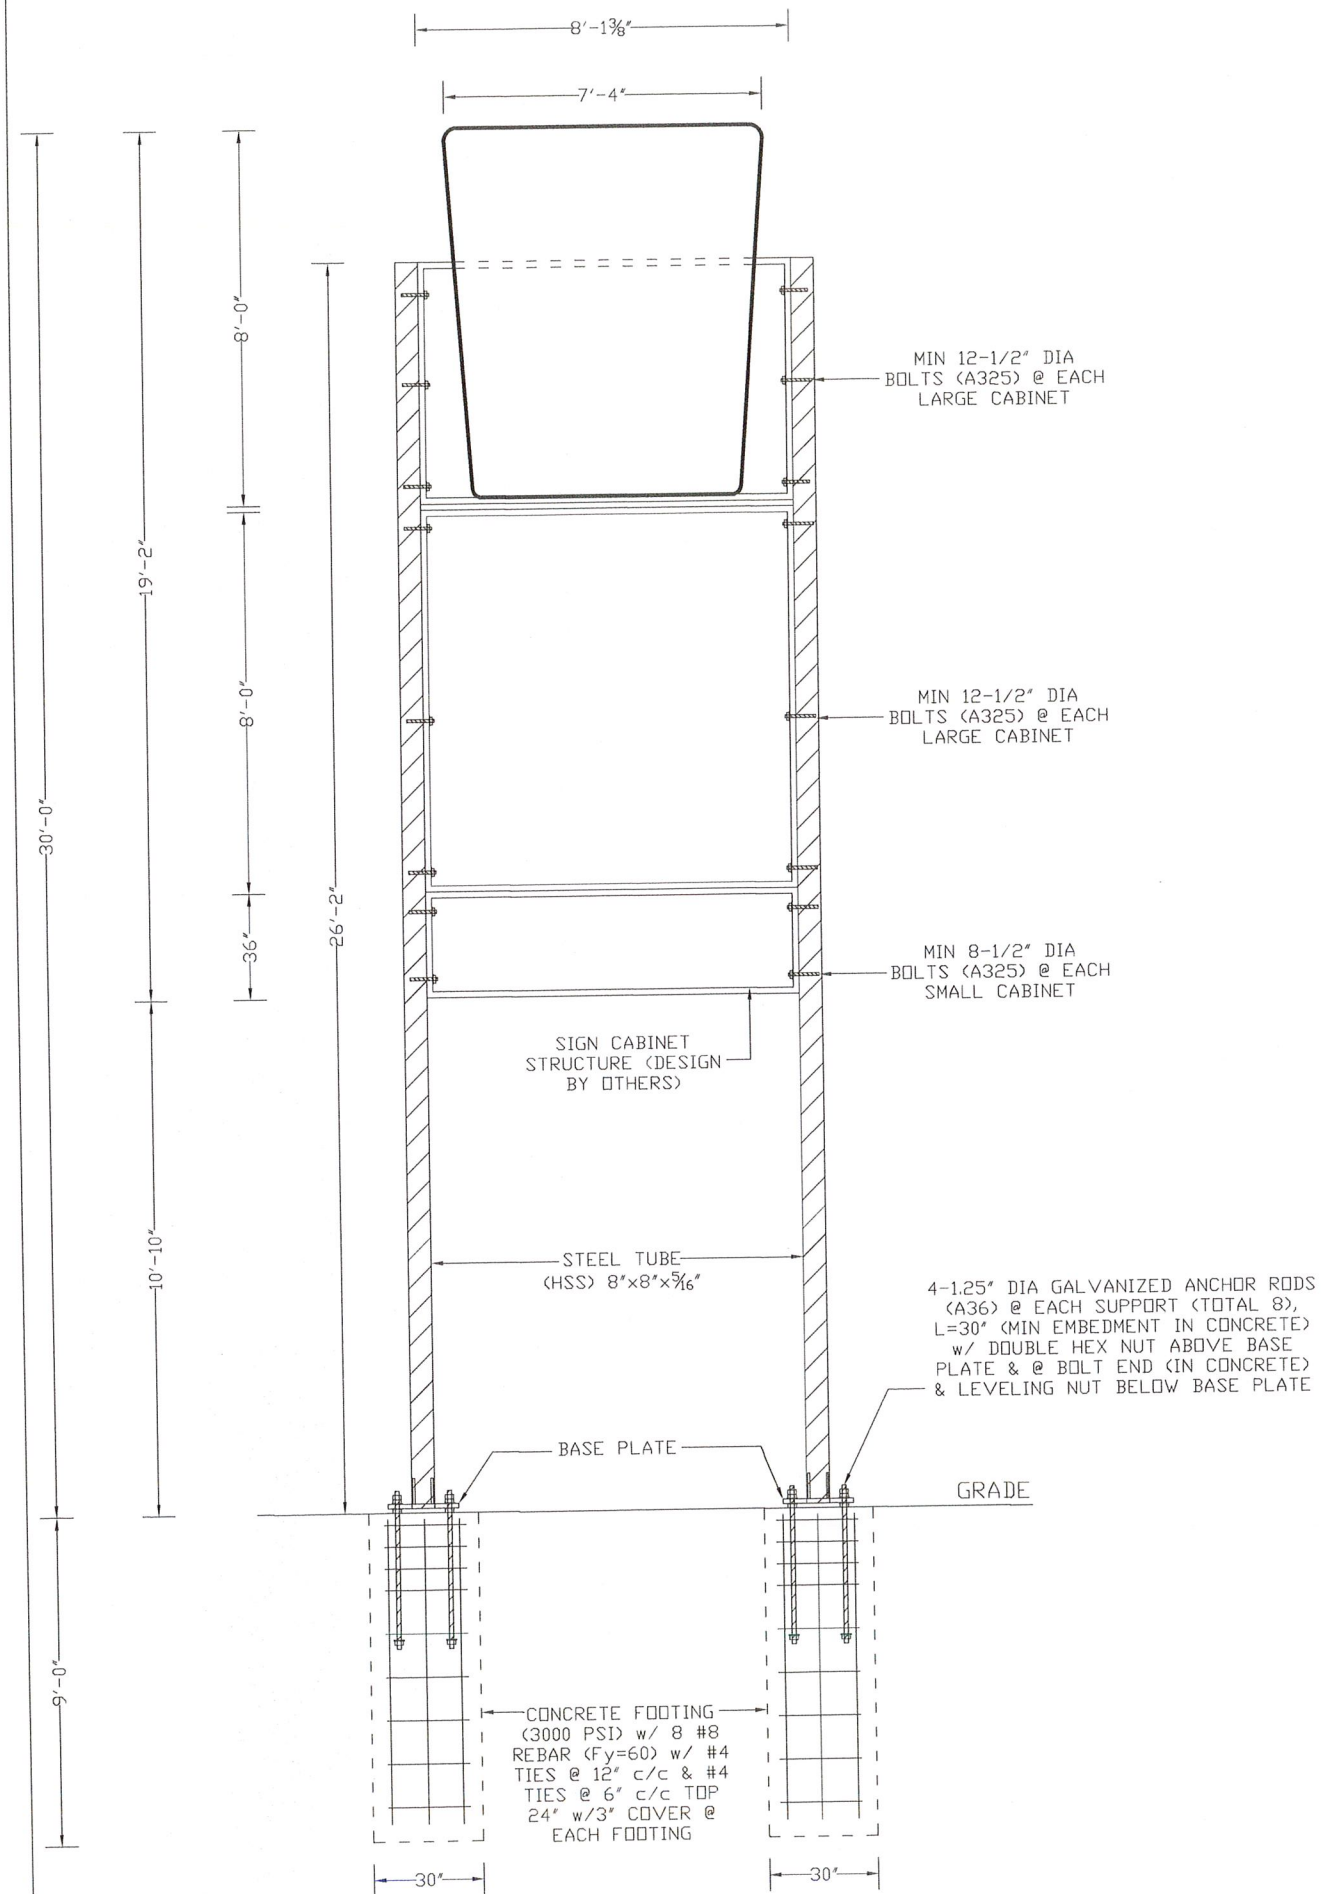 8'-1⅜"
7'-4"
8'-0"
MIN 12-1/2" DIA
BOLTS (A325) @ EACH
LARGE CABINET
19'-2"
8'-0"
MIN 12-1/2" DIA
BOLTS (A325) @ EACH
LARGE CABINET
30'-0"
26'-2"
36"
MIN 8-1/2" DIA
BOLTS (A325) @ EACH
SMALL CABINET
SIGN CABINET
STRUCTURE (DESIGN
BY OTHERS)
10'-10"
STEEL TUBE
(HSS) 8"x8"x5⁄16"
4-1.25" DIA GALVANIZED ANCHOR RODS
(A36) @ EACH SUPPORT (TOTAL 8),
L=30" (MIN EMBEDMENT IN CONCRETE)
w/ DOUBLE HEX NUT ABOVE BASE
PLATE & @ BOLT END (IN CONCRETE)
& LEVELING NUT BELOW BASE PLATE
BASE PLATE
GRADE
9'-0"
CONCRETE FOOTING
(3000 PSI) w/ 8 #8
REBAR (Fy=60) w/ #4
TIES @ 12" c/c & #4
TIES @ 6" c/c TOP
24" w/3" COVER @
EACH FOOTING
30"
30"